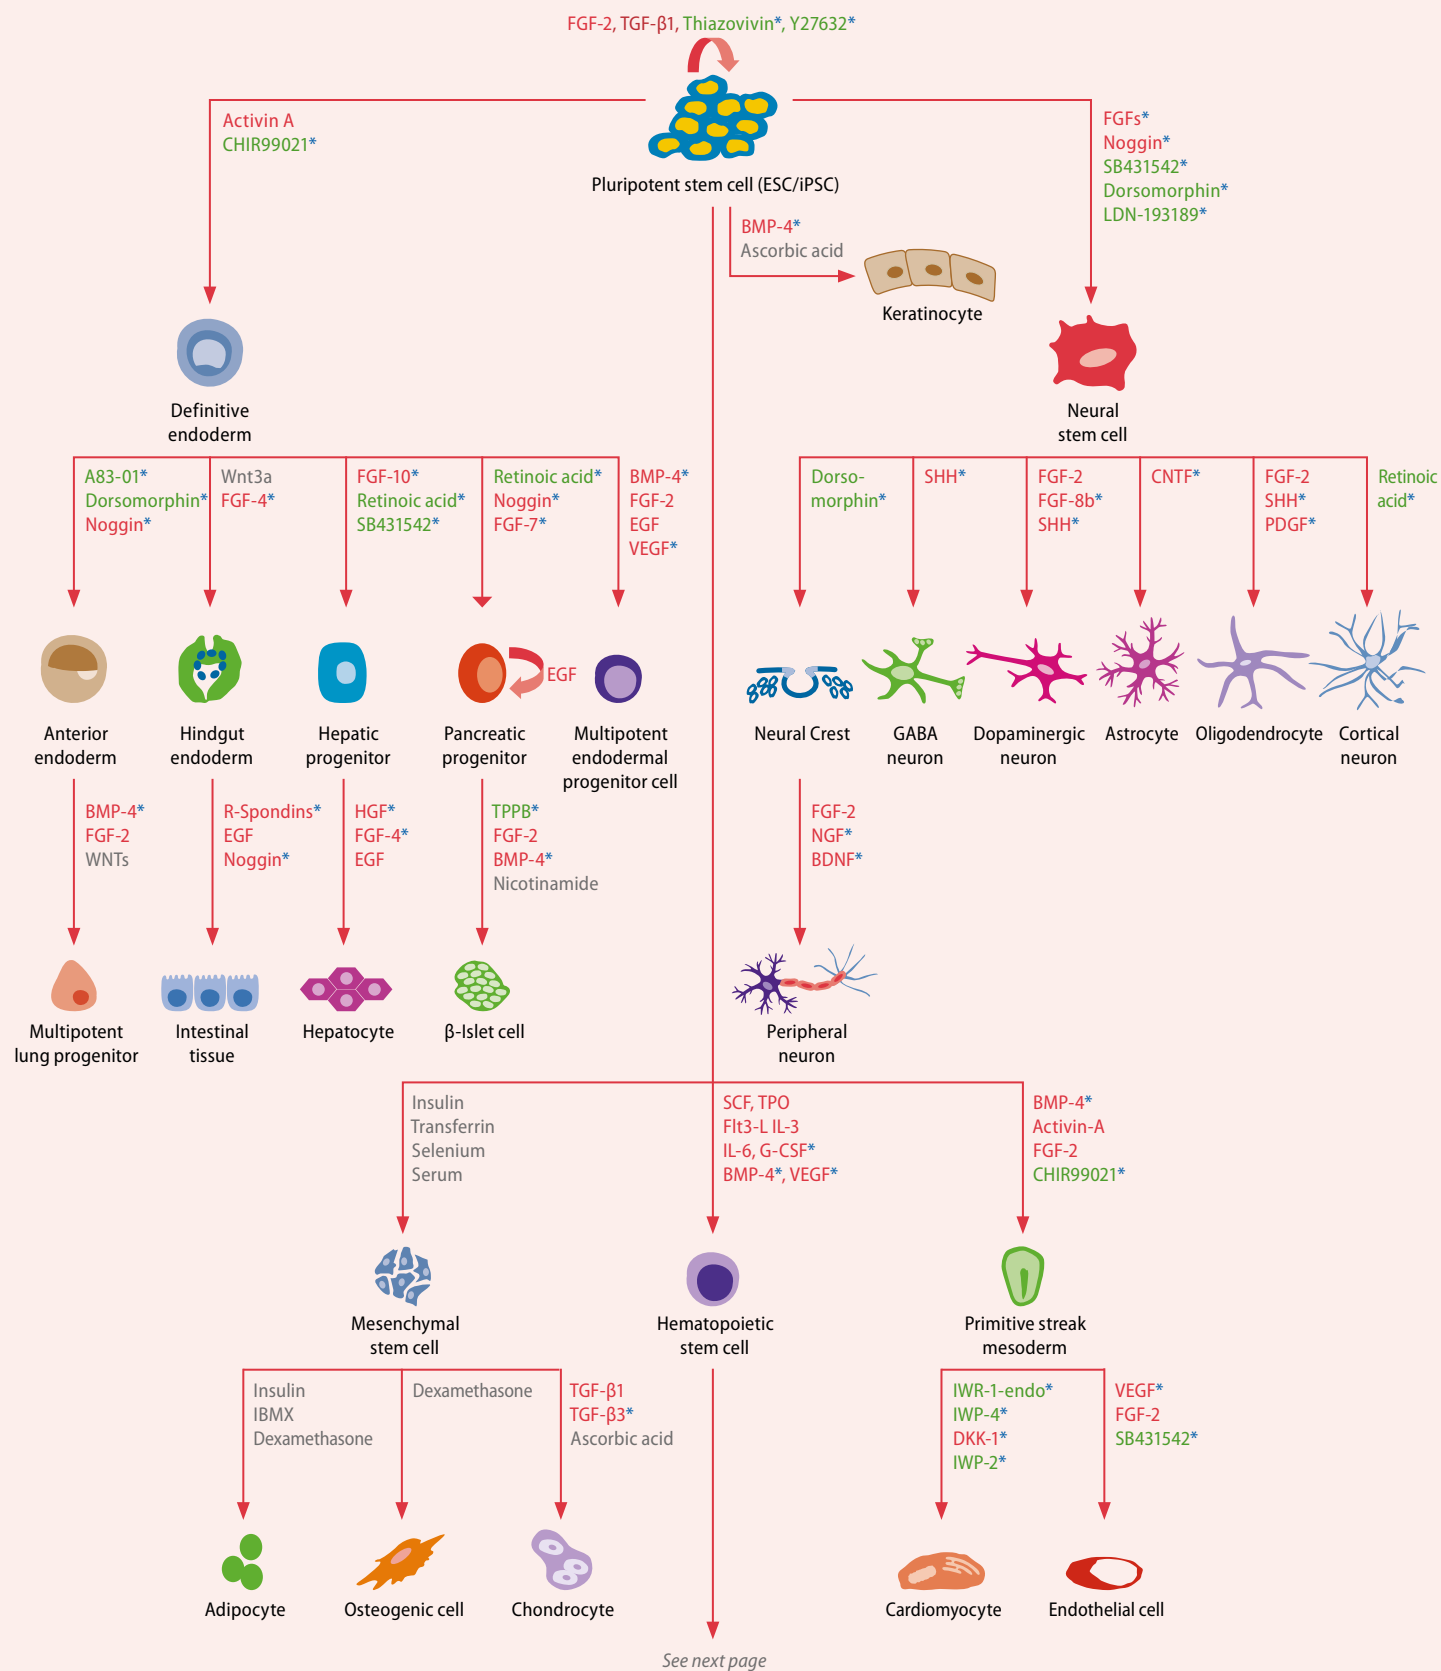 FGF-2, TGF-β1, Thiazovivin*, Y27632*
Activin A
CHIR99021*
FGFs*
Noggin*
SB431542*
Dorsomorphin*
LDN-193189*
Pluripotent stem cell (ESC/iPSC)
BMP-4*
Ascorbic acid
Keratinocyte
Definitive
endoderm
Neural
stem cell
A83-01*
Dorsomorphin*
Noggin*
Wnt3a
FGF-4*
FGF-10*
Retinoic acid*
SB431542*
Retinoic acid*
Noggin*
FGF-7*
BMP-4*
FGF-2
EGF
VEGF*
Dorso-
morphin*
SHH*
FGF-2
FGF-8b*
SHH*
CNTF*
FGF-2
SHH*
PDGF*
Retinoic
acid*
EGF
Anterior
endoderm
Hindgut
endoderm
Hepatic
progenitor
Pancreatic
progenitor
Multipotent
endodermal
progenitor cell
Neural Crest
GABA
neuron
Dopaminergic
neuron
Astrocyte
Oligodendrocyte
Cortical
neuron
BMP-4*
FGF-2
WNTs
R-Spondins*
EGF
Noggin*
HGF*
FGF-4*
EGF
TPPB*
FGF-2
BMP-4*
Nicotinamide
FGF-2
NGF*
BDNF*
Multipotent
lung progenitor
Intestinal
tissue
Hepatocyte
β-Islet cell
Peripheral
neuron
Insulin
Transferrin
Selenium
Serum
SCF, TPO
Flt3-L IL-3
IL-6, G-CSF*
BMP-4*, VEGF*
BMP-4*
Activin-A
FGF-2
CHIR99021*
Mesenchymal
stem cell
Hematopoietic
stem cell
Primitive streak
mesoderm
Insulin
IBMX
Dexamethasone
Dexamethasone
TGF-β1
TGF-β3*
Ascorbic acid
IWR-1-endo*
IWP-4*
DKK-1*
IWP-2*
VEGF*
FGF-2
SB431542*
Adipocyte
Osteogenic cell
Chondrocyte
Cardiomyocyte
Endothelial cell
See next page